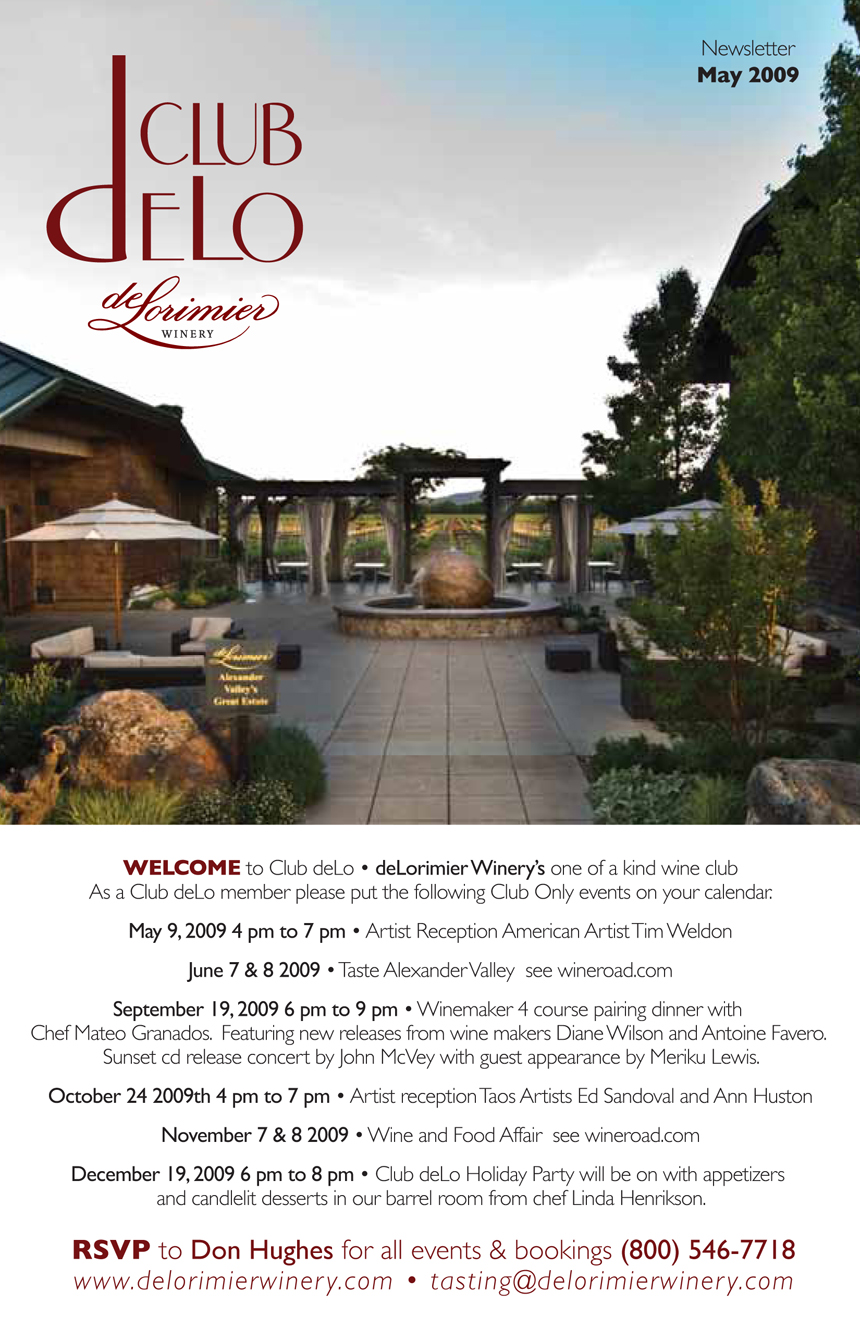 Newsletter
May 2009
CLUB
deLO
deLorimier
WINERY
deLorimier
Alexander
Valley's
Great Estate
WELCOME to Club deLo • deLorimier Winery's one of a kind wine club
As a Club deLo member please put the following Club Only events on your calendar.
May 9, 2009 4 pm to 7 pm • Artist Reception American Artist Tim Weldon
June 7 & 8 2009 • Taste Alexander Valley see wineroad.com
September 19, 2009 6 pm to 9 pm • Winemaker 4 course pairing dinner with
Chef Mateo Granados. Featuring new releases from wine makers Diane Wilson and Antoine Favero.
Sunset cd release concert by John McVey with guest appearance by Meriku Lewis.
October 24 2009th 4 pm to 7 pm • Artist reception Taos Artists Ed Sandoval and Ann Huston
November 7 & 8 2009 • Wine and Food Affair see wineroad.com
December 19, 2009 6 pm to 8 pm • Club deLo Holiday Party will be on with appetizers
and candlelit desserts in our barrel room from chef Linda Henrikson.
RSVP to Don Hughes for all events & bookings (800) 546-7718
www.delorimierwinery.com • tasting@delorimierwinery.com